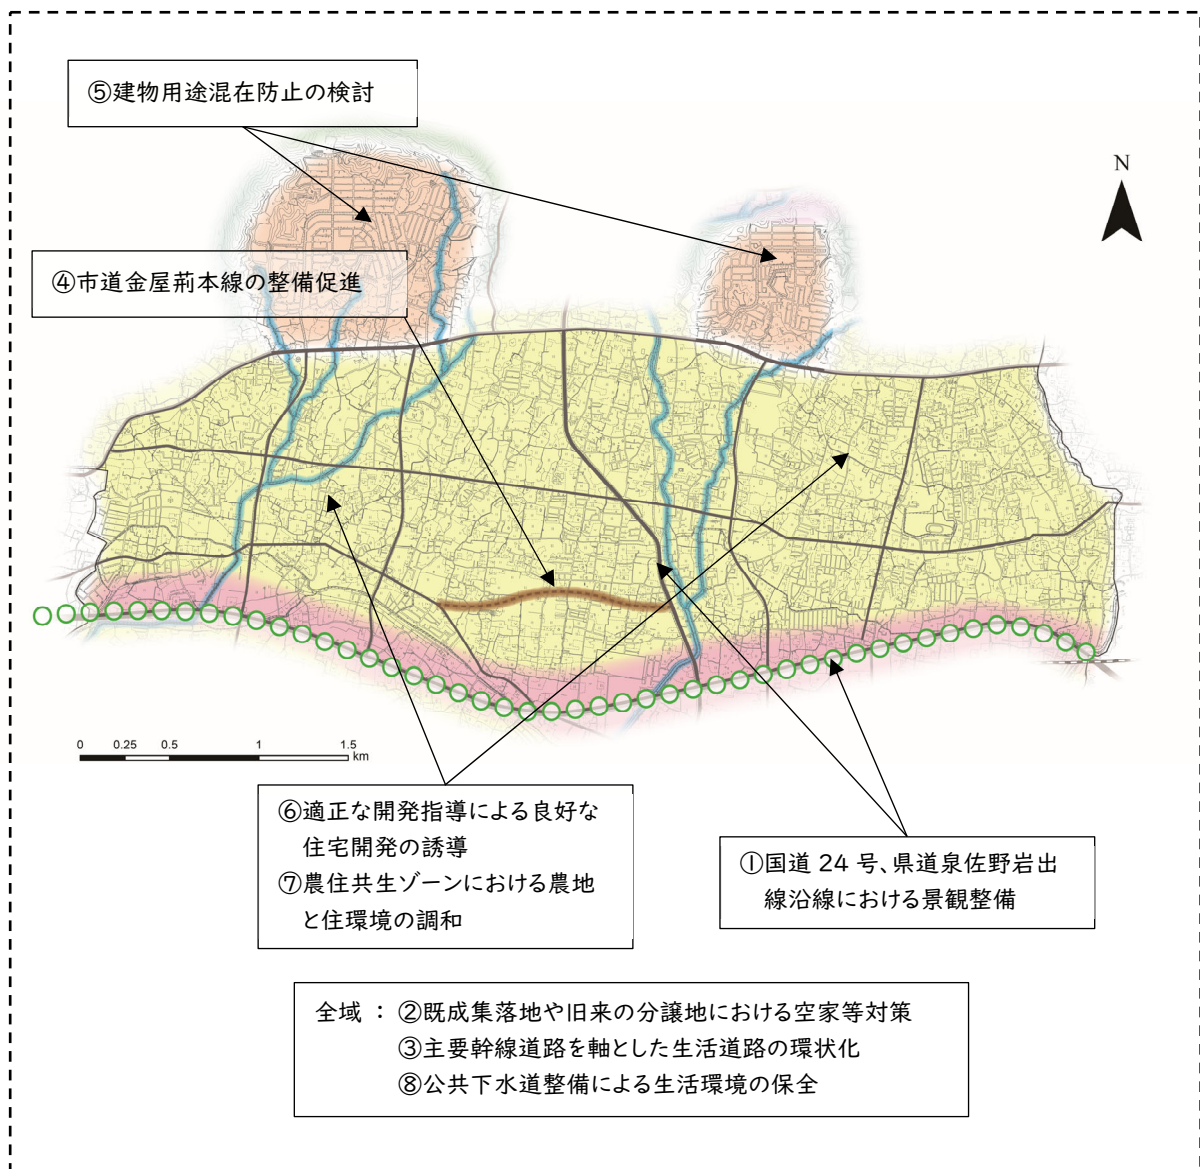 ⑤建物用途混在防止の検討
N
④市道金屋荊本線の整備促進
0 0.25 0.5 1 1.5
km
⑥適正な開発指導による良好な
住宅開発の誘導
⑦農住共生ゾーンにおける農地
と住環境の調和
①国道 24 号、県道泉佐野岩出
線沿線における景観整備
全域 : ②既成集落地や旧来の分譲地における空家等対策
③主要幹線道路を軸とした生活道路の環状化
⑧公共下水道整備による生活環境の保全